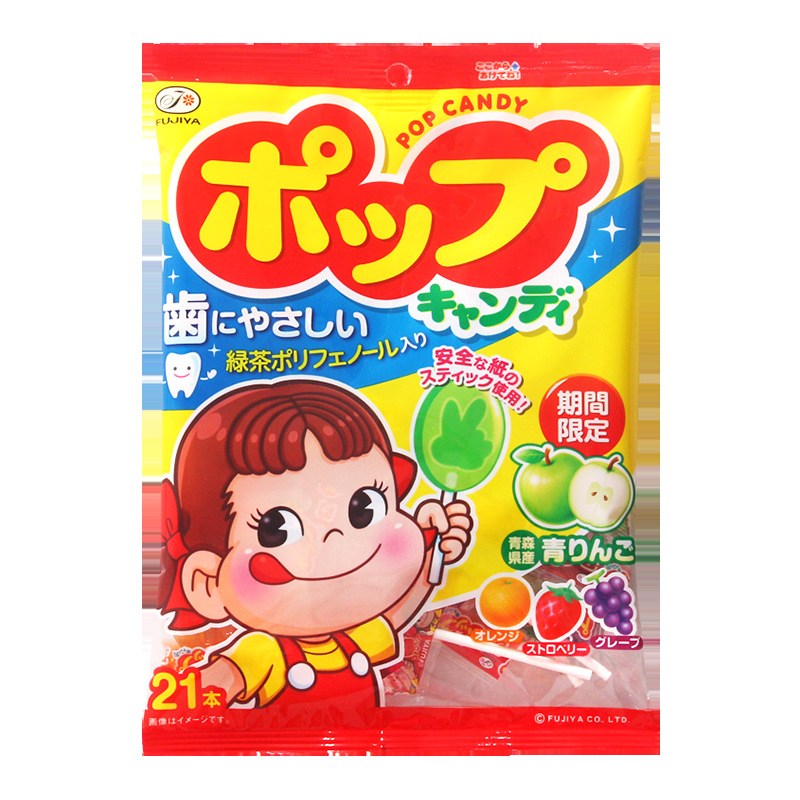 ここから
あけてね!
FUJIYA
POP CANDY
ポップ
キャンディ
歯にやさしい
緑茶ポリフェノール入り
安全な紙の
スティック使用!
期間
限定
青森
県産
青りんご
オレンジ
ストロベリー
グレープ
21本
画像はイメージです。
©FUJIYA CO., LTD.